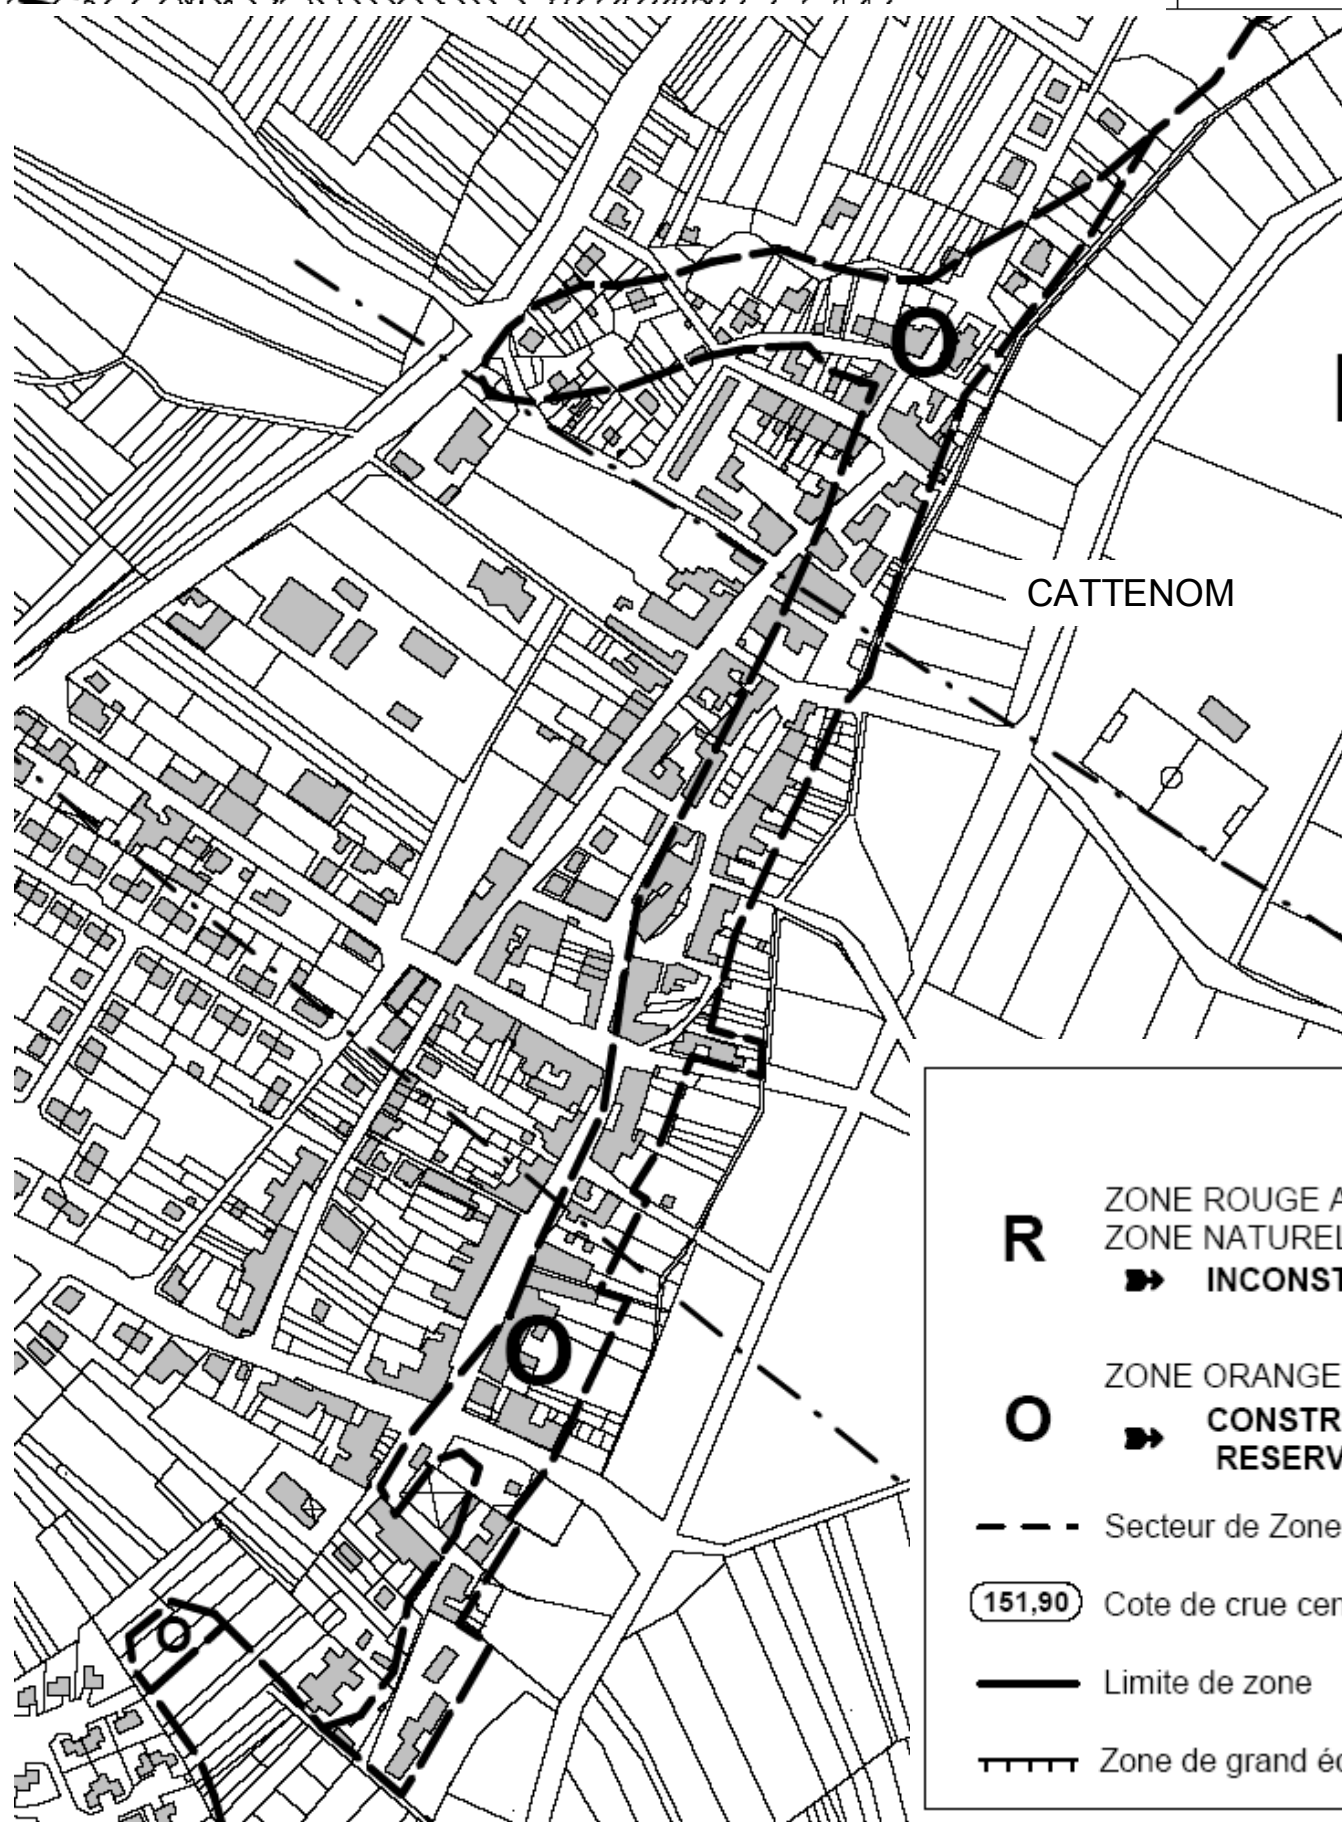 O
CATTENOM
O
O
R
ZONE ROUGE
ZONE
INCONST
O
ZONE ORANGE
CONSTR
RESERV
Secteur de Zone
151,90
Cote de crue cen
Limite de zone
Zone de grand éc